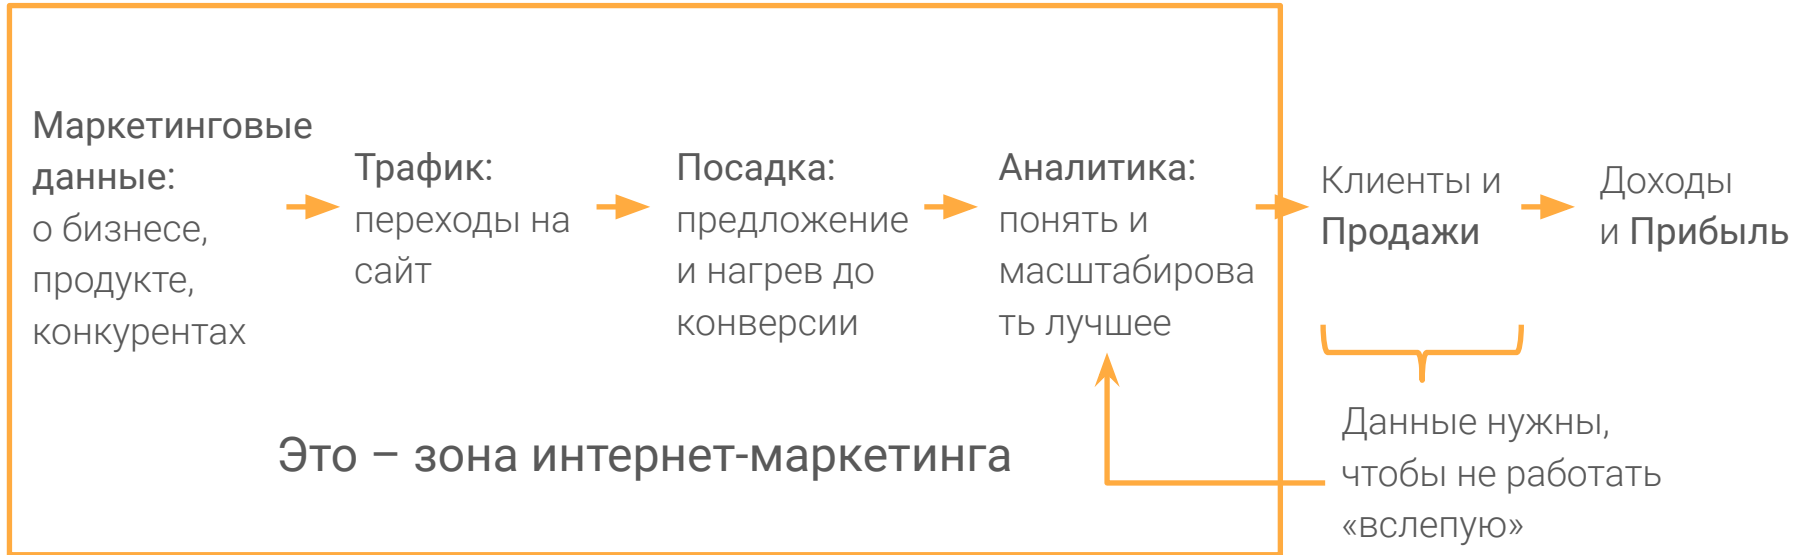 Маркетинговые
данные:
о бизнесе,
продукте,
конкурентах
Трафик:
переходы на
сайт
Посадка:
предложение
и нагрев до
конверсии
Аналитика:
понять и
масштабирова
ть лучшее
Клиенты и
Продажи
Доходы
и Прибыль
Это – зона интернет-маркетинга
Данные нужны,
чтобы не работать
«вслепую»